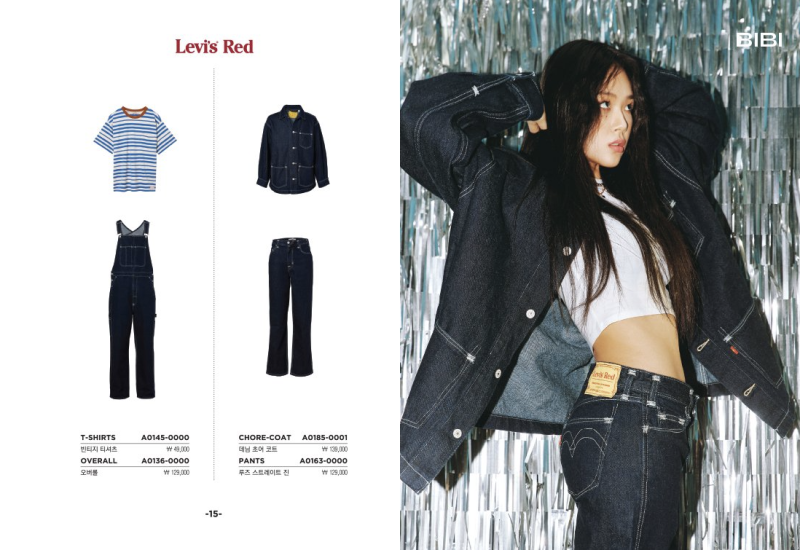 Levi's Red
T-SHIRTS A0145-0000
빈티지 티셔츠 ₩ 49,000
OVERALL A0136-0000
오버롤 ₩ 129,000
CHORE-COAT A0185-0001
데님 초어 코트 ₩ 139,000
PANTS A0163-0000
루즈 스트레이트 진 ₩ 129,000
-15-
BIBI
Levi's Red